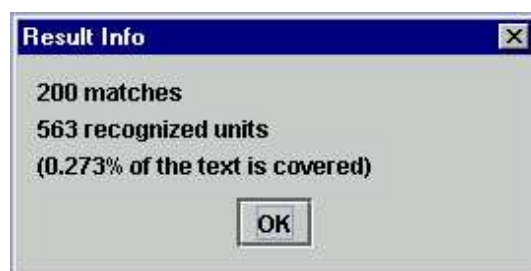 Result Info
200 matches
563 recognized units
(0.273% of the text is covered)
OK